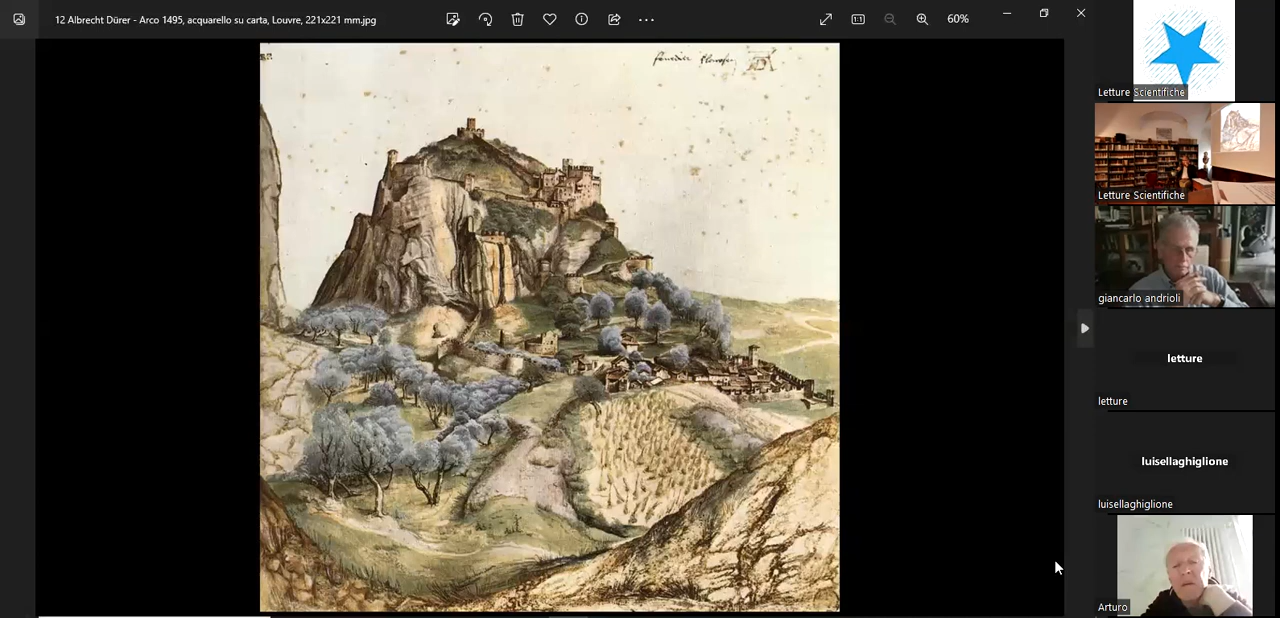 12 Albrecht Dürer - Arco 1495, acquarello su carta, Louvre, 221x221 mm.jpg
60%
Letture Scientifiche
Letture Scientifiche
giancarlo andrioli
letture
letture
luisellaghiglione
luisellaghiglione
Arturo